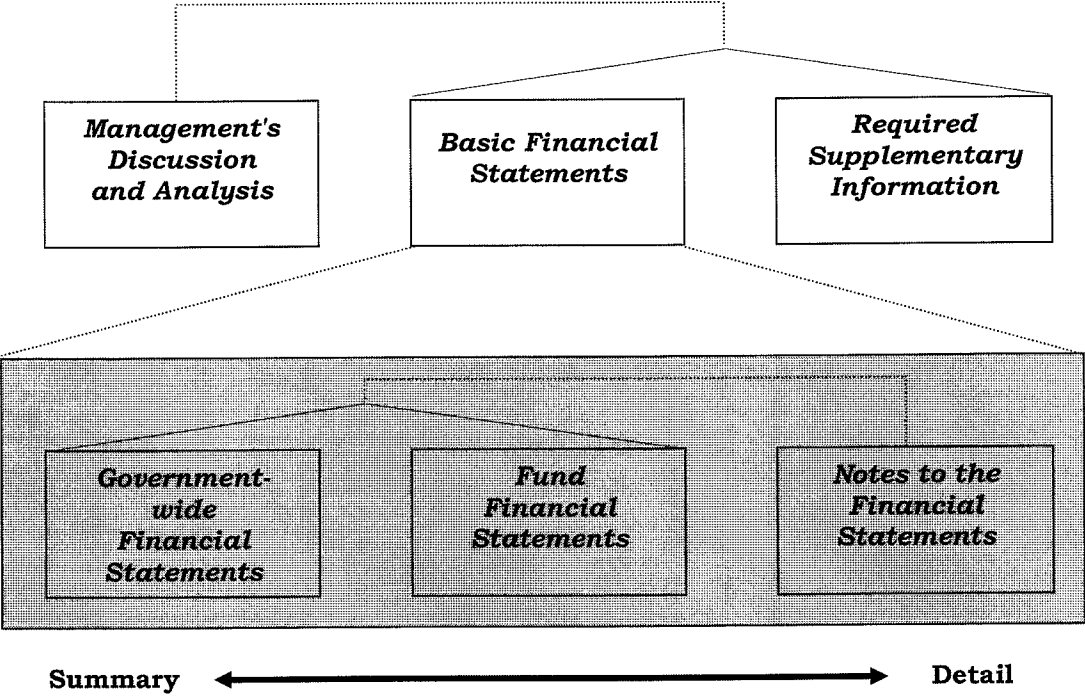 Management's
Discussion
and Analysis
Basic Financial
Statements
Required
Supplementary
Information
Government-
wide
Financial
Statements
Fund
Financial
Statements
Notes to the
Financial
Statements
Summary
Detail